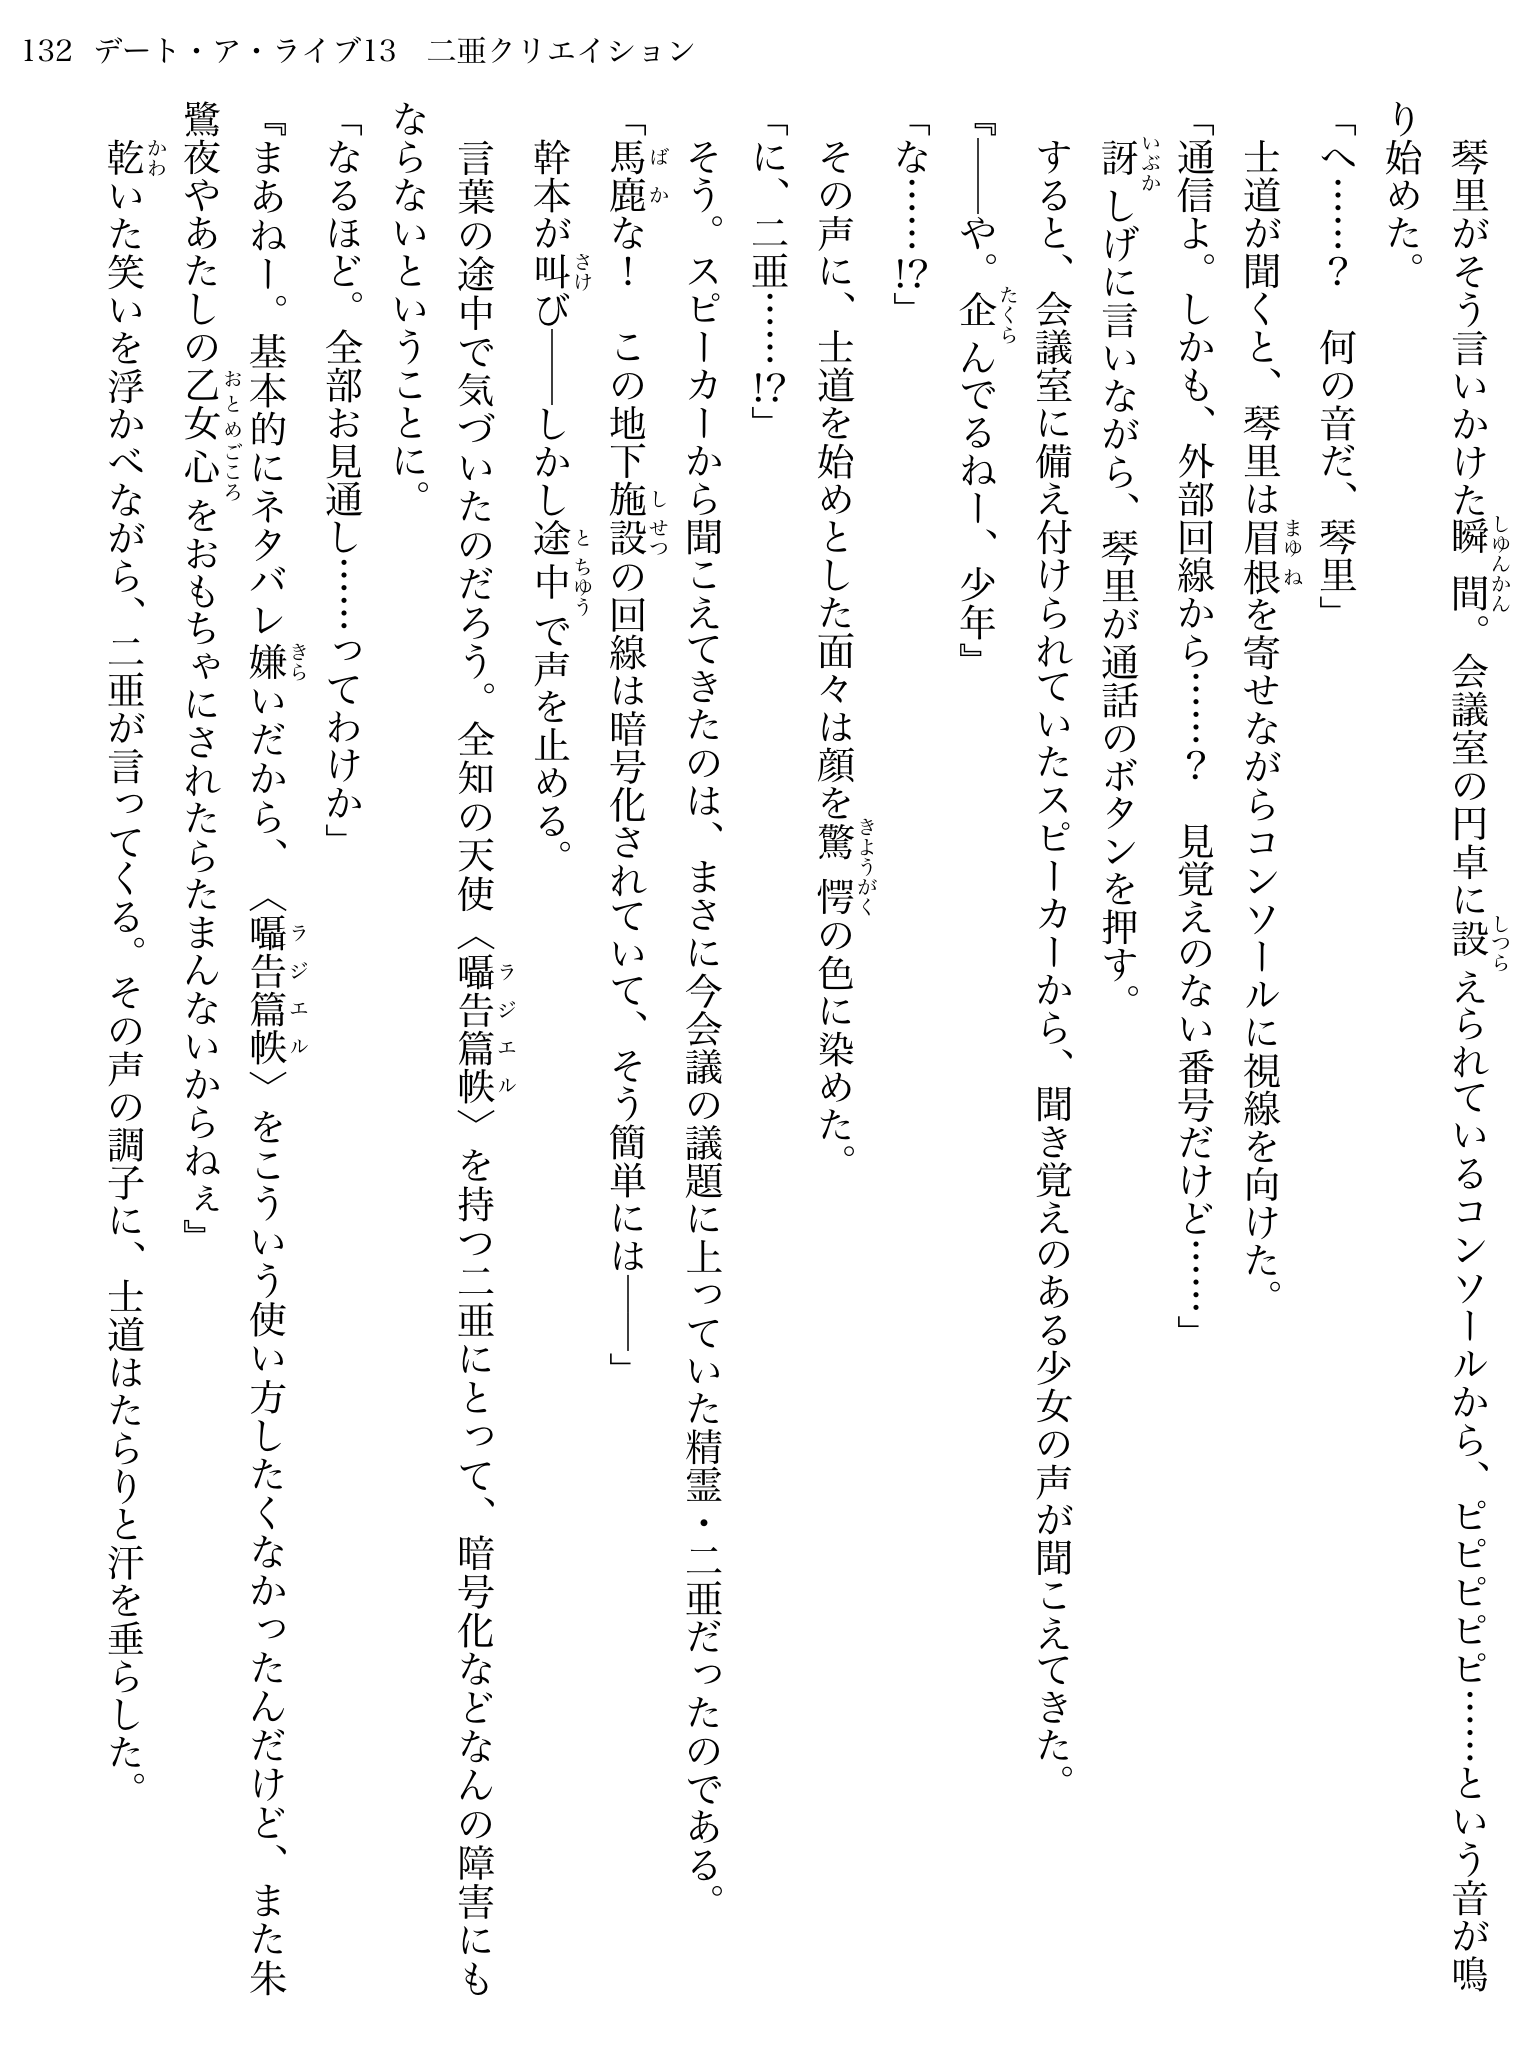 132 デート・ア・ライブ13　二亜クリエイション
　琴里がそう言いかけた瞬間。会議室の円卓に設えられているコンソールから、ピピピピピ……という音が鳴
り始めた。
「へ……？　何の音だ、琴里」
　士道が聞くと、琴里は眉根を寄せながらコンソールに視線を向けた。
「通信よ。しかも、外部回線から……？　見覚えのない番号だけど……」
　訝しげに言いながら、琴里が通話のボタンを押す。
　すると、会議室に備え付けられていたスピーカーから、聞き覚えのある少女の声が聞こえてきた。
『――や。企んでるねー、少年』
「な……!?」
　その声に、士道を始めとした面々は顔を驚愕の色に染めた。
「に、二亜……!?」
　そう。スピーカーから聞こえてきたのは、まさに今会議の議題に上っていた精霊・二亜だったのである。
「馬鹿な！　この地下施設の回線は暗号化されていて、そう簡単には――」
　幹本が叫び――しかし途中で声を止める。
　言葉の途中で気づいたのだろう。全知の天使〈囁告篇帙〉を持つ二亜にとって、暗号化などなんの障害にも
ならないということに。
「なるほど。全部お見通し……ってわけか」
『まあねー。基本的にネタバレ嫌いだから、〈囁告篇帙〉をこういう使い方したくなかったんだけど、また朱
鷺夜やあたしの乙女心をおもちゃにされたらたまんないからねぇ』
　乾いた笑いを浮かべながら、二亜が言ってくる。その声の調子に、士道はたらりと汗を垂らした。